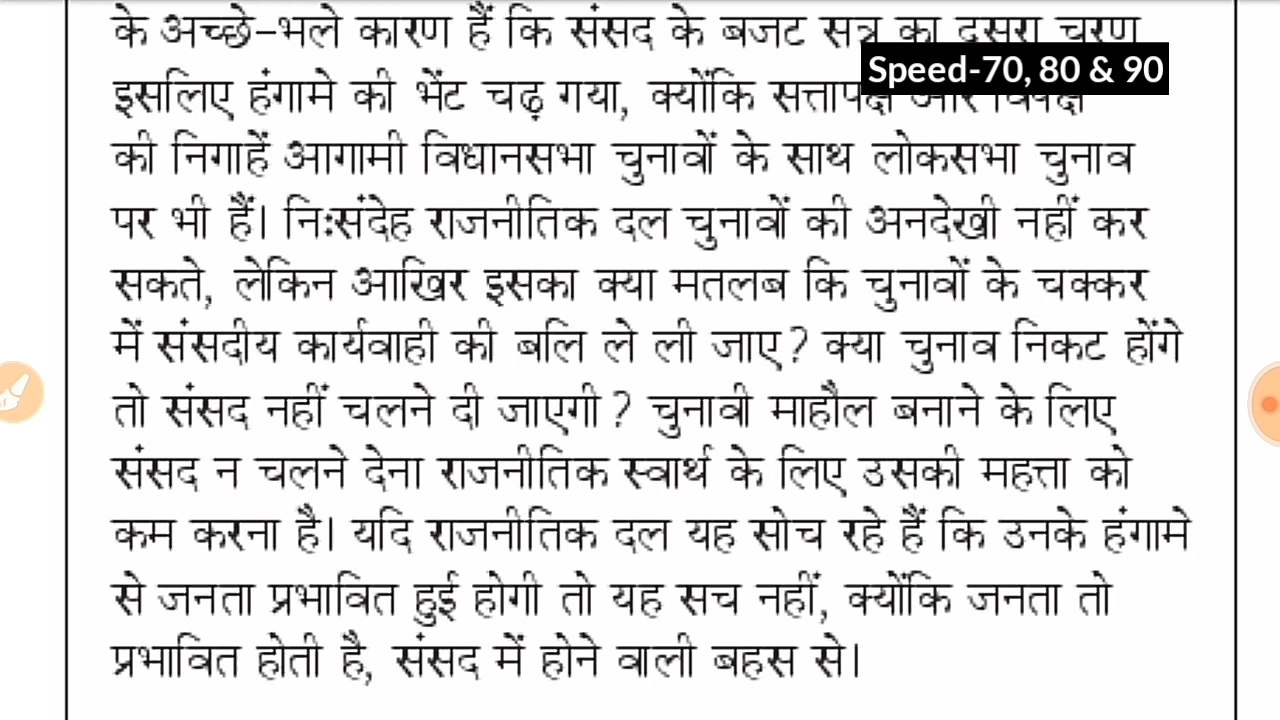 के अच्छे-भले कारण हैं कि संसद के बजट सत्र का दूसरा चरण
Speed-70, 80 & 90
इसलिए हंगामे की भेंट चढ़ गया, क्योंकि सत्तापक्ष और विपक्ष
की निगाहें आगामी विधानसभा चुनावों के साथ लोकसभा चुनाव
पर भी हैं। निःसंदेह राजनीतिक दल चुनावों की अनदेखी नहीं कर
सकते, लेकिन आखिर इसका क्या मतलब कि चुनावों के चक्कर
में संसदीय कार्यवाही की बलि ले ली जाए? क्या चुनाव निकट होंगे
तो संसद नहीं चलने दी जाएगी? चुनावी माहौल बनाने के लिए
संसद न चलने देना राजनीतिक स्वार्थ के लिए उसकी महत्ता को
कम करना है। यदि राजनीतिक दल यह सोच रहे हैं कि उनके हंगामे
से जनता प्रभावित हुई होगी तो यह सच नहीं, क्योंकि जनता तो
प्रभावित होती है, संसद में होने वाली बहस से।